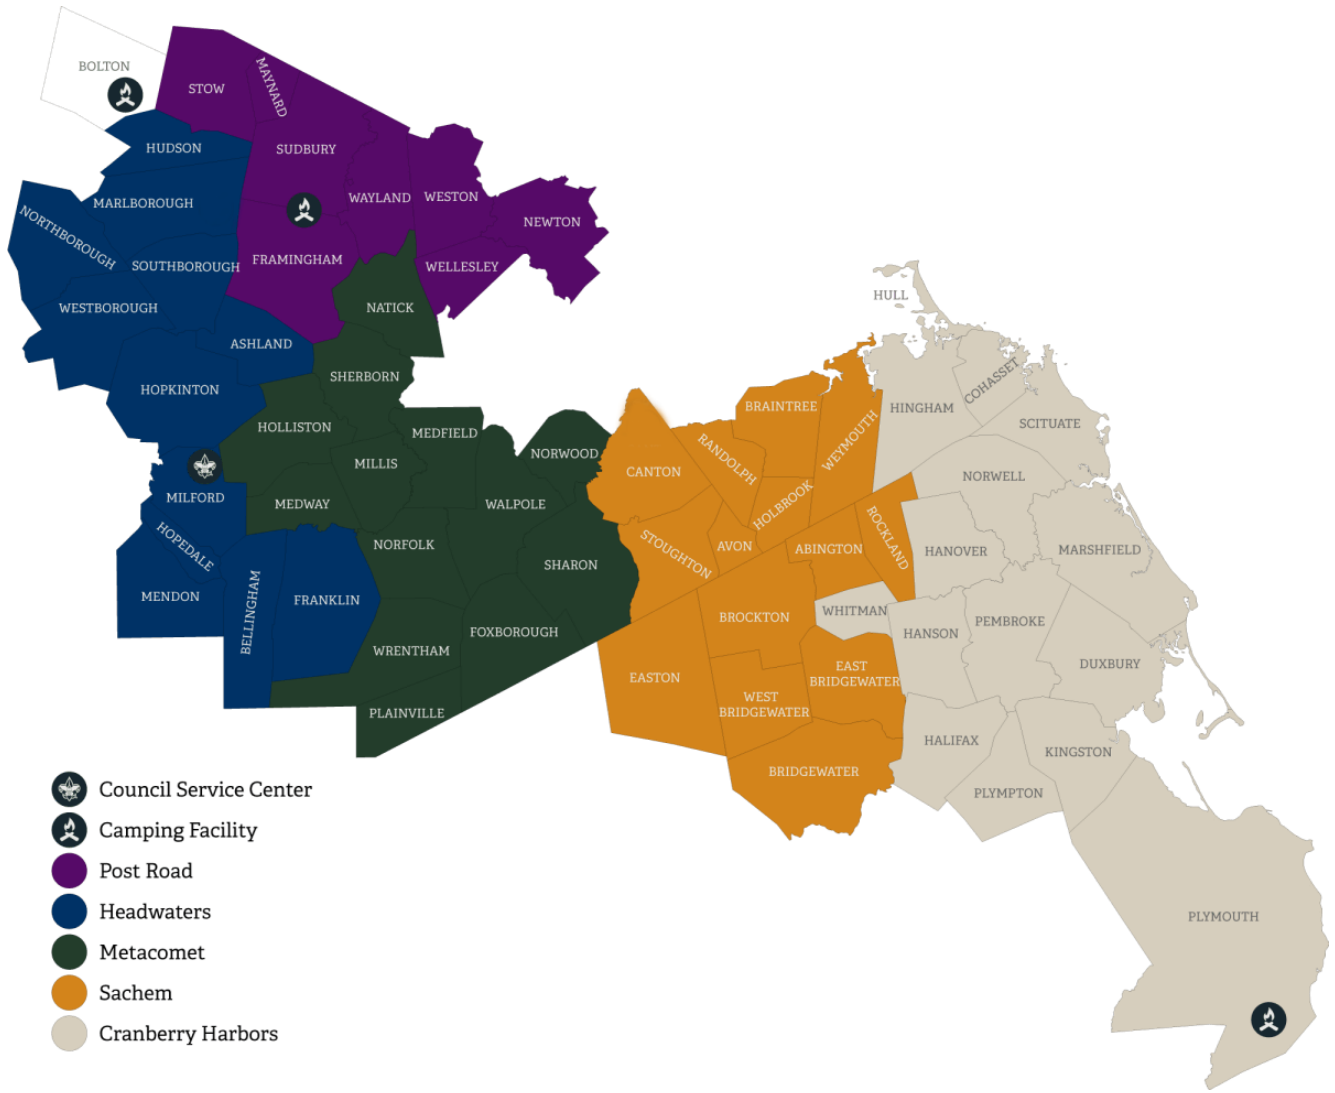 BOLTON
STOW
MAYNARD
HUDSON
SUDBURY
MARLBOROUGH
WAYLAND
WESTON
NEWTON
NORTHBOROUGH
SOUTHBOROUGH
FRAMINGHAM
WELLESLEY
WESTBOROUGH
NATICK
HULL
ASHLAND
SHERBORN
HOPKINTON
COHASSET
BRAINTREE
HINGHAM
SCITUATE
HOLLISTON
MEDFIELD
WEYMOUTH
NORWOOD
RANDOLPH
MILLIS
CANTON
NORWELL
MILFORD
MEDWAY
WALPOLE
HOLBROOK
HOPEDALE
NORFOLK
STOUGHTON
AVON
ABINGTON
ROCKLAND
HANOVER
MARSHFIELD
SHARON
MENDON
BELLINGHAM
FRANKLIN
BROCKTON
WHITMAN
PEMBROKE
HANSON
FOXBOROUGH
WRENTHAM
DUXBURY
EASTON
EAST
BRIDGEWATER
WEST
BRIDGEWATER
PLAINVILLE
HALIFAX
KINGSTON
BRIDGEWATER
PLYMPTON
PLYMOUTH
Council Service Center
Camping Facility
Post Road
Headwaters
Metacomet
Sachem
Cranberry Harbors